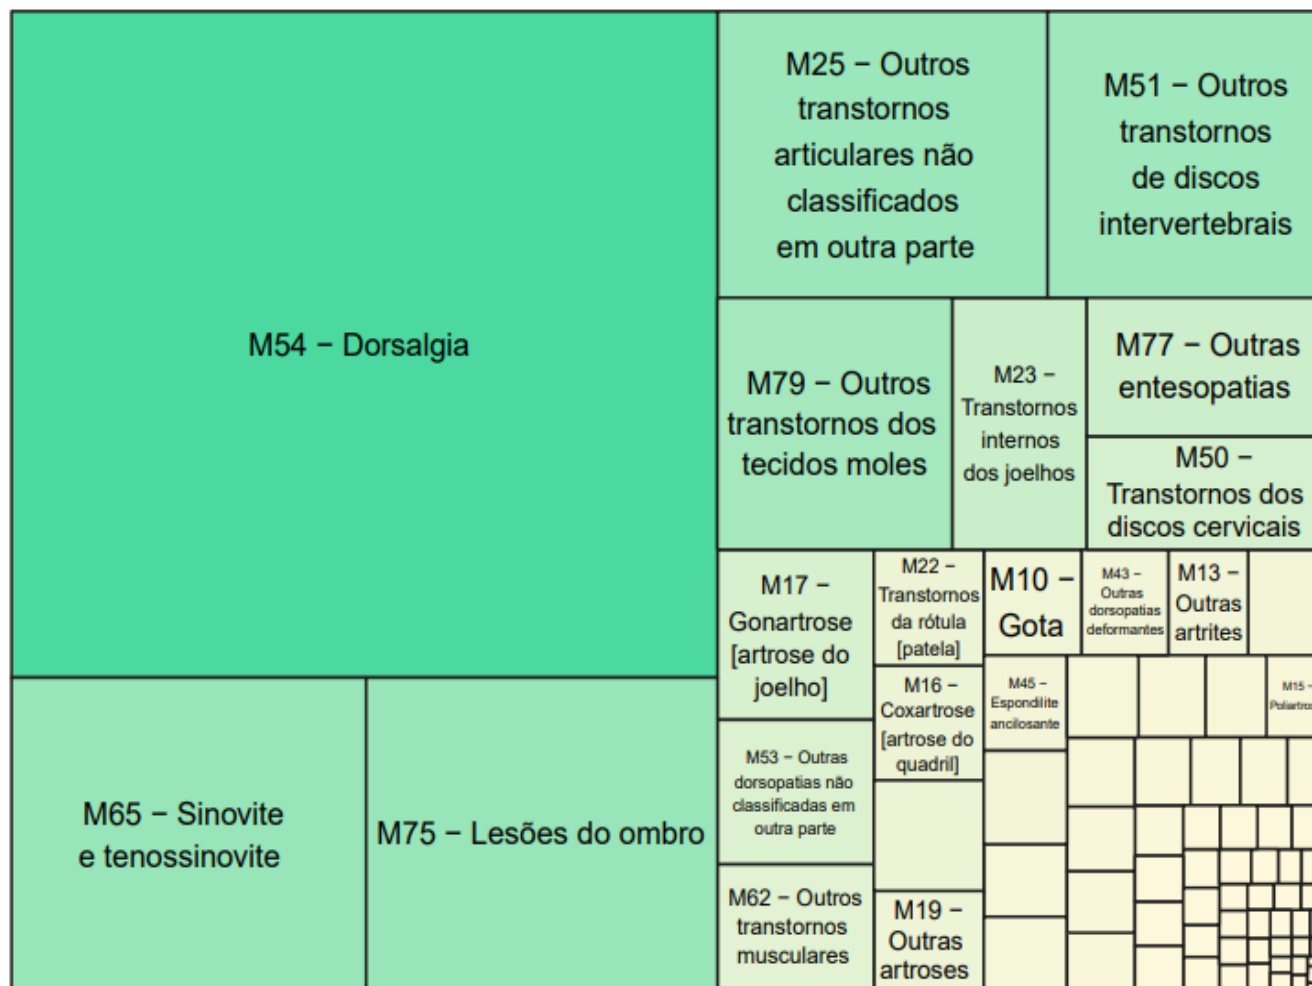 M54 − Dorsalgia
M65 − Sinovite
e tenossinovite
M75 − Lesões do ombro
M25 − Outros
transtornos
articulares não
classificados
em outra parte
M51 − Outros
transtornos
de discos
intervertebrais
M79 − Outros
transtornos dos
tecidos moles
M23 −
Transtornos
internos
dos joelhos
M77 − Outras
entesopatias
M50 −
Transtornos dos
discos cervicais
M17 −
Gonartrose
[artrose do
joelho]
M53 − Outras
dorsopatias não
classificadas em
outra parte
M62 − Outros
transtornos
musculares
M22 −
Transtornos
da rótula
[patela]
M16 −
Coxartrose
[artrose do
quadril]
M19 −
Outras
artroses
M10 −
Gota
M43 −
Outras
dorsopatias
deformantes
M13 −
Outras
artrites
M45 −
Espondilite
ancilosante
M15 −